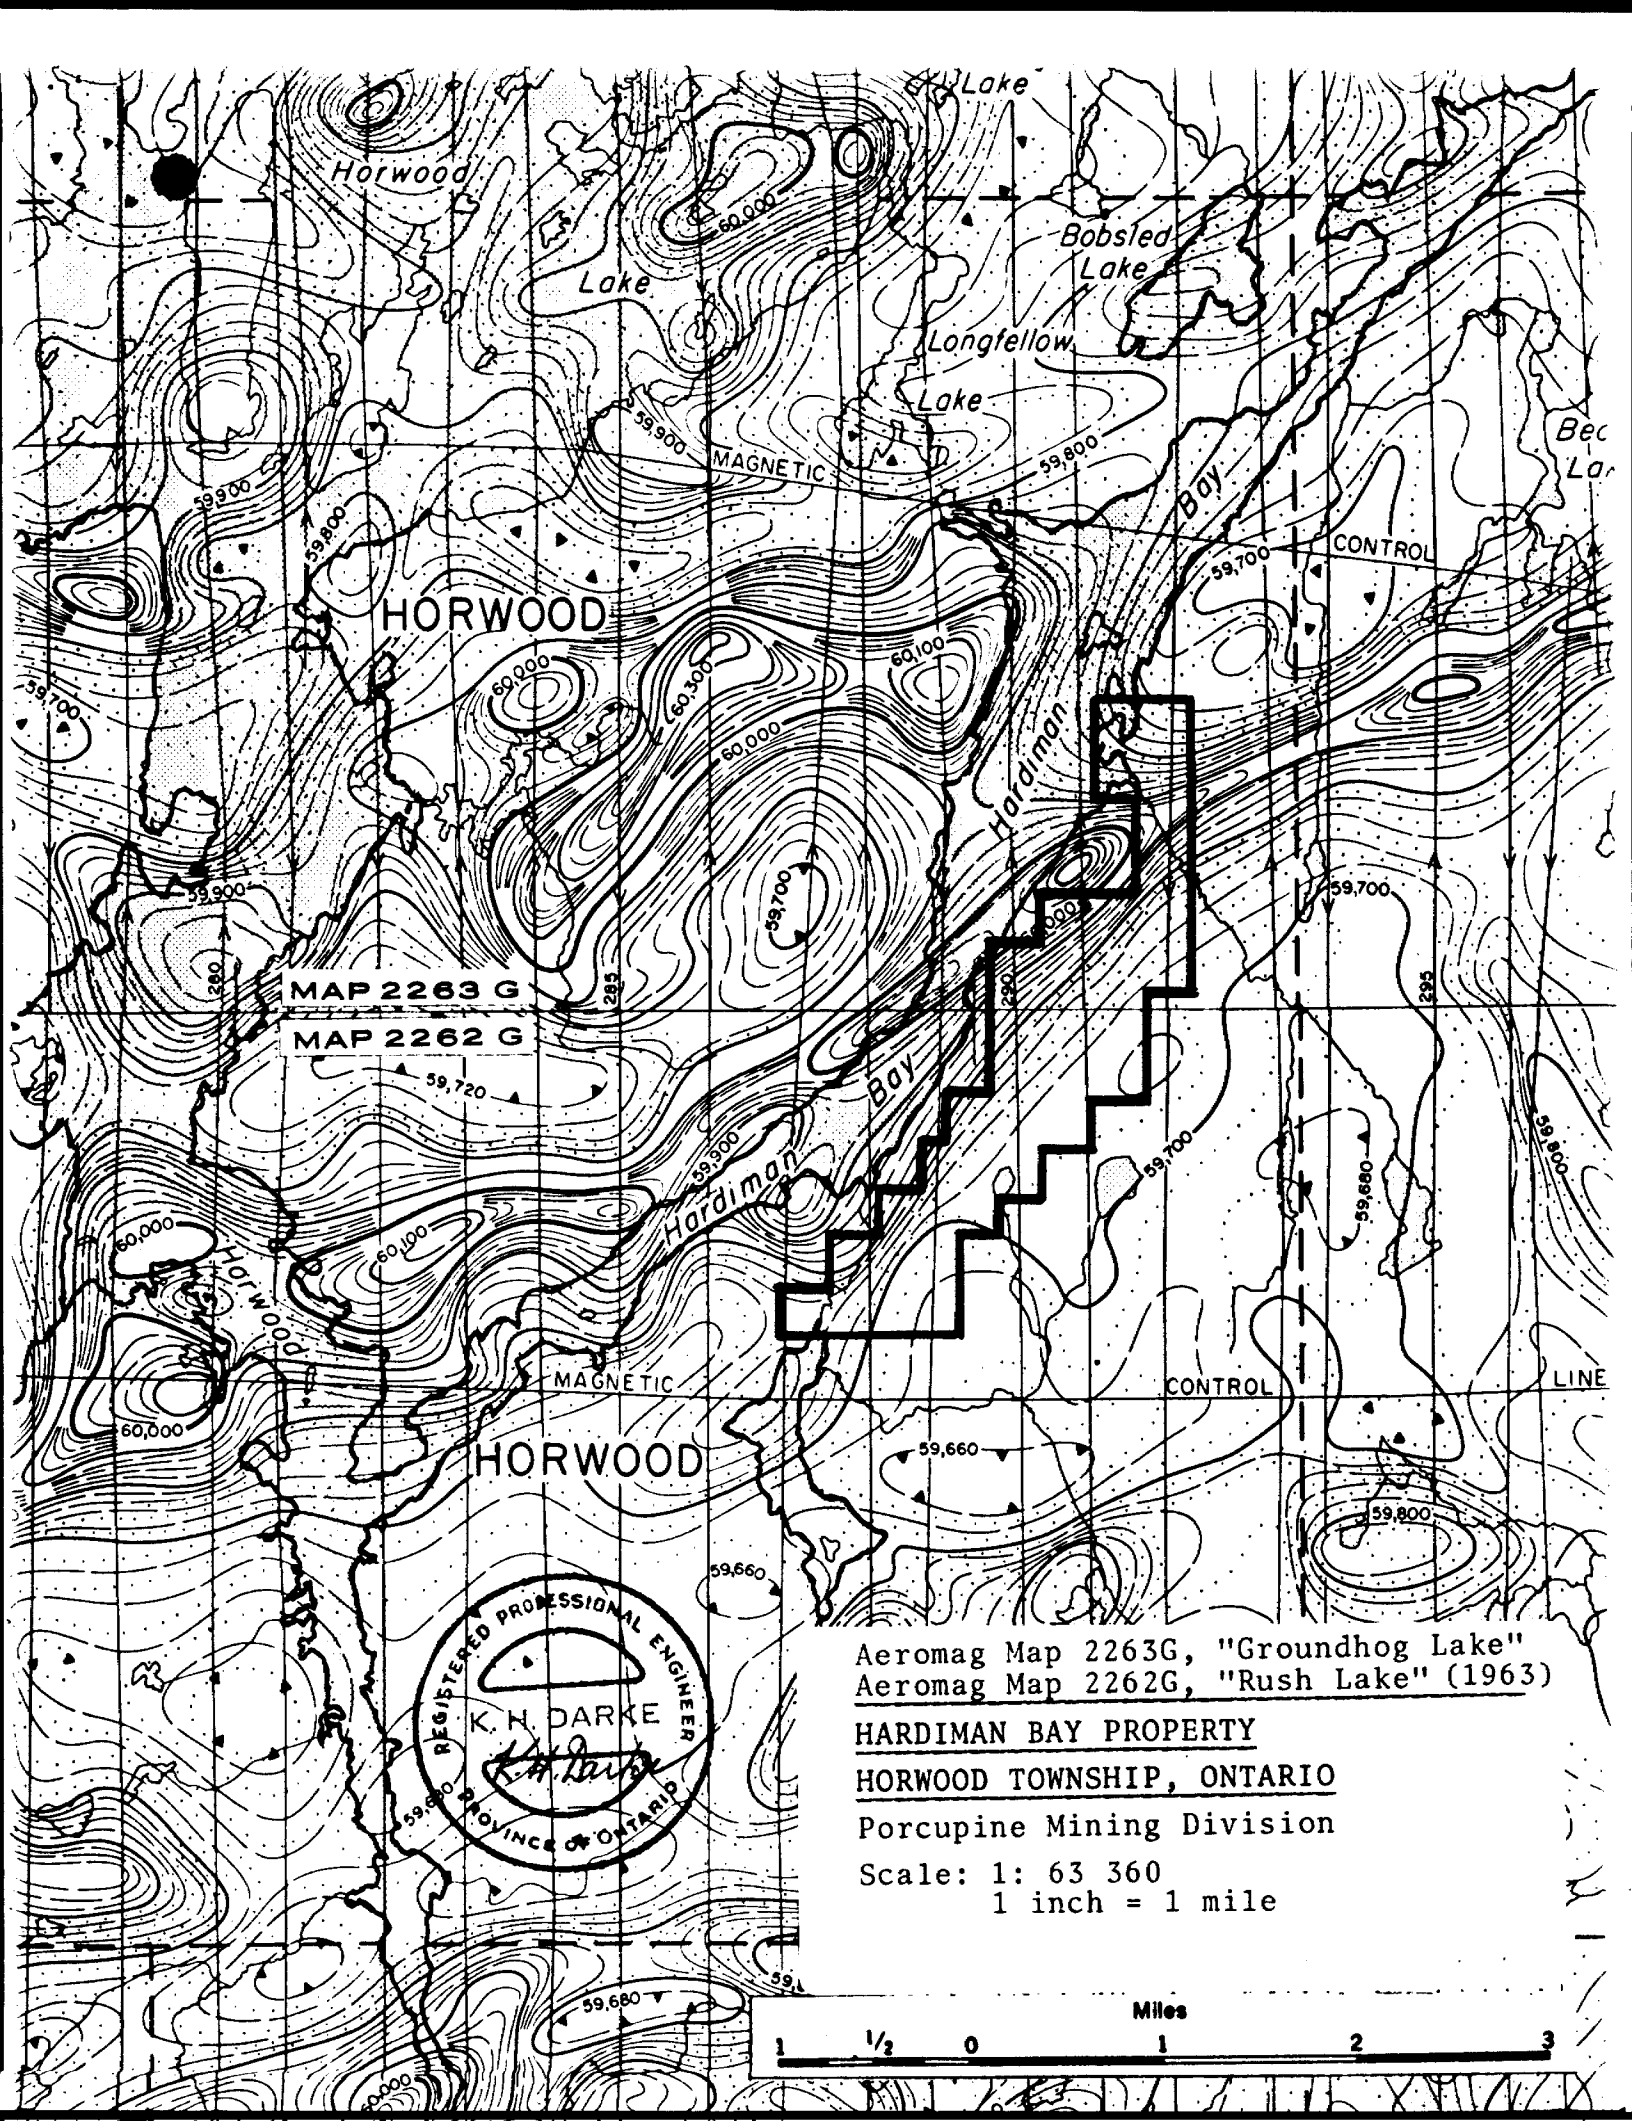 Lake
Horwood
60,000
Bobsled
Lake
Lake
Longfellow
Lake
59,900
MAGNETIC
59,800
Bay
59,900
59,800
59,700
CONTROL
HORWOOD
60,100
60,000
60,300
59,700
60,000
Hardiman
59,700
59,700
59,900
280
285
290
295
MAP 2263 G
MAP 2262 G
59,720
Bay
59,900
Hardiman
59,700
59,800
59,680
60,000
60,100
Horwood
MAGNETIC
CONTROL
LINE
60,000
HORWOOD
59,660
59,800
59,660
REGISTERED PROFESSIONAL ENGINEER
K. H. DARKE
K. H. Darke
PROVINCE OF ONTARIO
Aeromag Map 2263G, "Groundhog Lake"
Aeromag Map 2262G, "Rush Lake" (1963)
HARDIMAN BAY PROPERTY
HORWOOD TOWNSHIP, ONTARIO
Porcupine Mining Division
Scale: 1: 63 360
1 inch = 1 mile
59,680
60,000
Miles
1 1/2 0 1 2 3